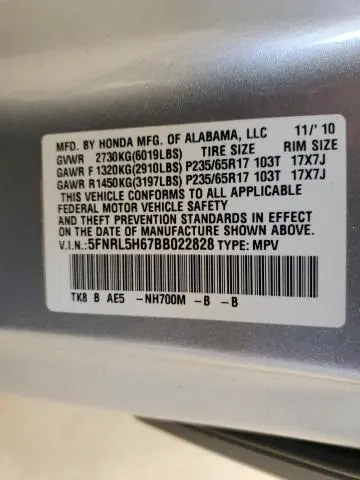 MFD. BY HONDA MFG. OF ALABAMA, LLC 11/'10
GVWR 2730KG(6019LBS) TIRE SIZE RIM SIZE
GAWR F 1320KG(2910LBS) P235/65R17 103T 17X7J
GAWR R1450KG(3197LBS) P235/65R17 103T 17X7J
THIS VEHICLE CONFORMS TO ALL APPLICABLE
FEDERAL MOTOR VEHICLE SAFETY
AND THEFT PREVENTION STANDARDS IN EFFECT
ON THE DATE OF MANUFACTURE SHOWN ABOVE.
V.I.N.:5FNRL5H67BB022828 TYPE: MPV
TK8 B AE5 -NH700M -B -B